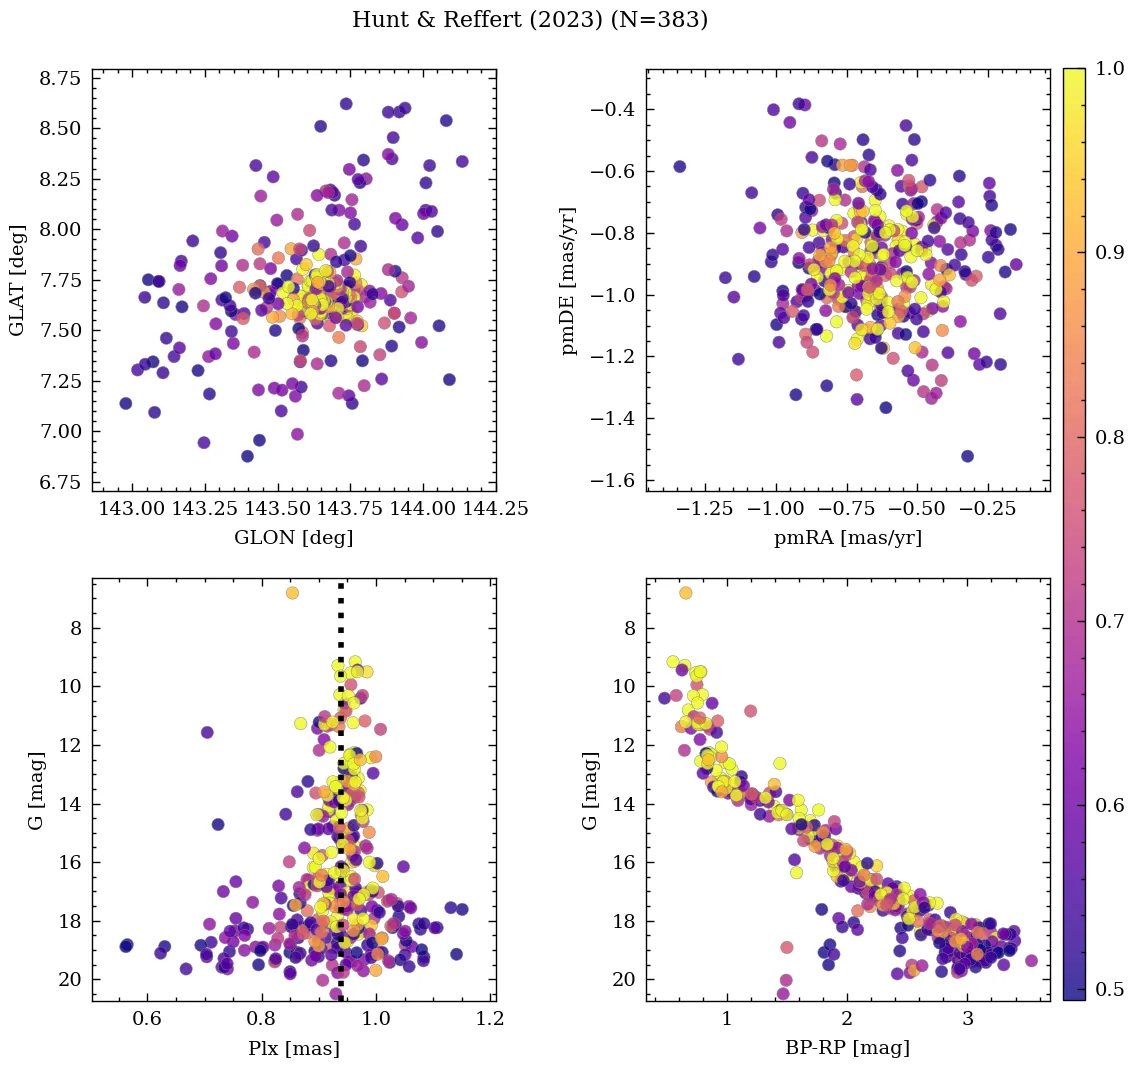 Hunt & Reffert (2023) (N=383)
8.75
8.50
8.25
8.00
7.75
7.50
7.25
7.00
6.75
GLAT [deg]
143.00 143.25 143.50 143.75 144.00 144.25
GLON [deg]
−0.4
−0.6
−0.8
−1.0
−1.2
−1.4
−1.6
pmDE [mas/yr]
−1.25 −1.00 −0.75 −0.50 −0.25
pmRA [mas/yr]
8
10
12
14
16
18
20
G [mag]
0.6 0.8 1.0 1.2
Plx [mas]
8
10
12
14
16
18
20
G [mag]
1 2 3
BP-RP [mag]
1.0
0.9
0.8
0.7
0.6
0.5